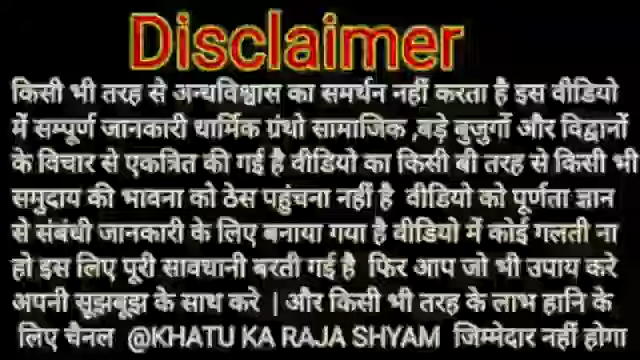 Disclaimer
किसी भी तरह से अन्धविश्वास का समर्थन नहीं करता है इस वीडियो
में सम्पूर्ण जानकारी धार्मिक ग्रंथो सामाजिक ,बड़े बुजुर्गो और विद्वानों
के विचार से एकत्रित की गई है वीडियो का किसी बी तरह से किसी भी
समुदाय की भावना को ठेस पहुंचना नहीं है वीडियो को पूर्णता ज्ञान
से संबंधी जानकारी के लिए बनाया गया है वीडियो में कोई गलती ना
हो इस लिए पूरी सावधानी बरती गई है फिर आप जो भी उपाय करे
अपनी सूझबूझ के साथ करे | और किसी भी तरह के लाभ हानि के
लिए चैनल @KHATU KA RAJA SHYAM जिम्मेदार नहीं होगा